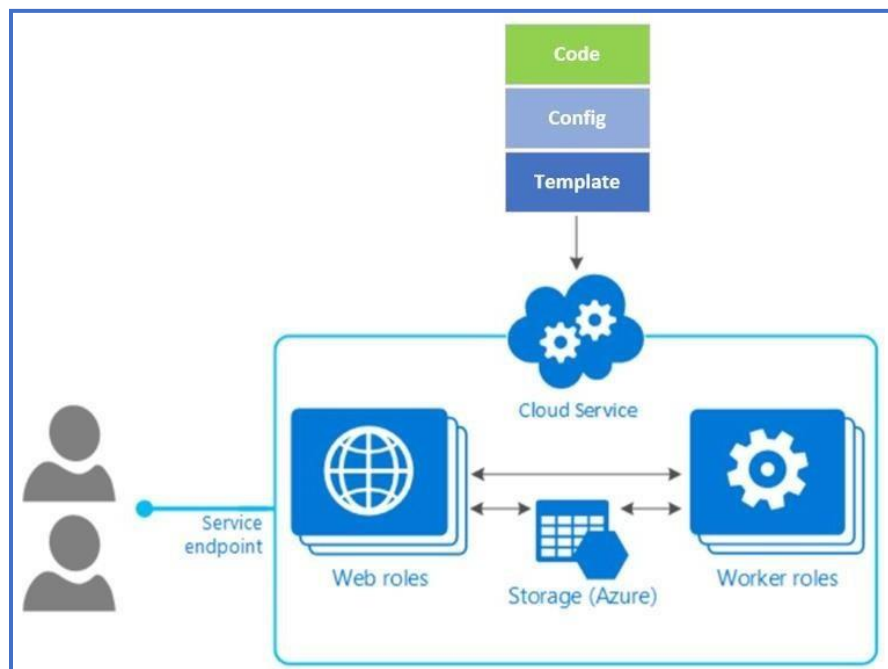 Code
Config
Template
Cloud Service
Service
endpoint
Web roles
Storage (Azure)
Worker roles